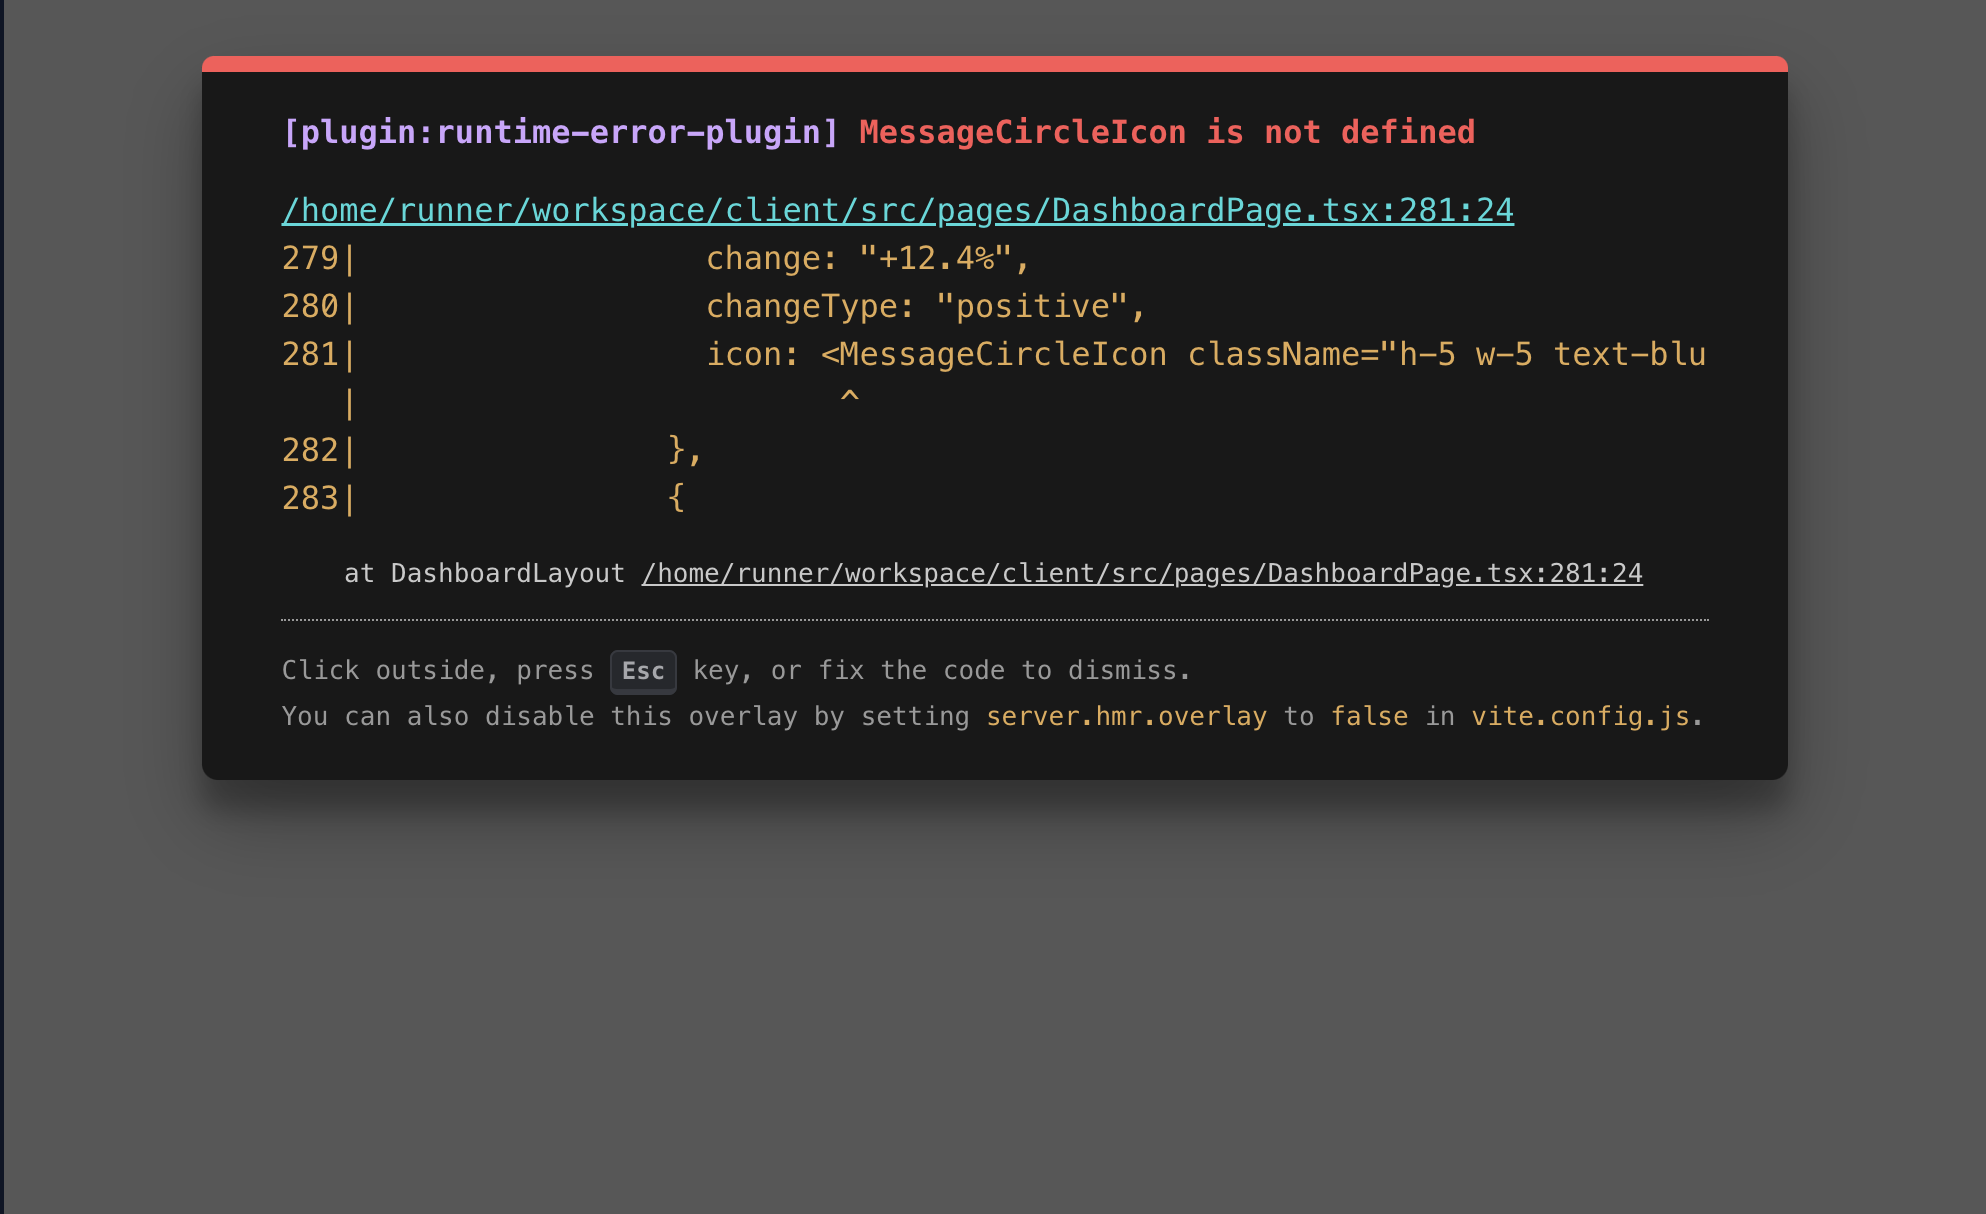 [plugin:runtime-error-plugin] MessageCircleIcon is not defined
/home/runner/workspace/client/src/pages/DashboardPage.tsx:281:24
279|                  change: "+12.4%",
280|                  changeType: "positive",
281|                  icon: <MessageCircleIcon className="h-5 w-5 text-blu
   |                         ^
282|                },
283|                {
at DashboardLayout /home/runner/workspace/client/src/pages/DashboardPage.tsx:281:24
Click outside, press Esc key, or fix the code to dismiss.
You can also disable this overlay by setting server.hmr.overlay to false in vite.config.js.